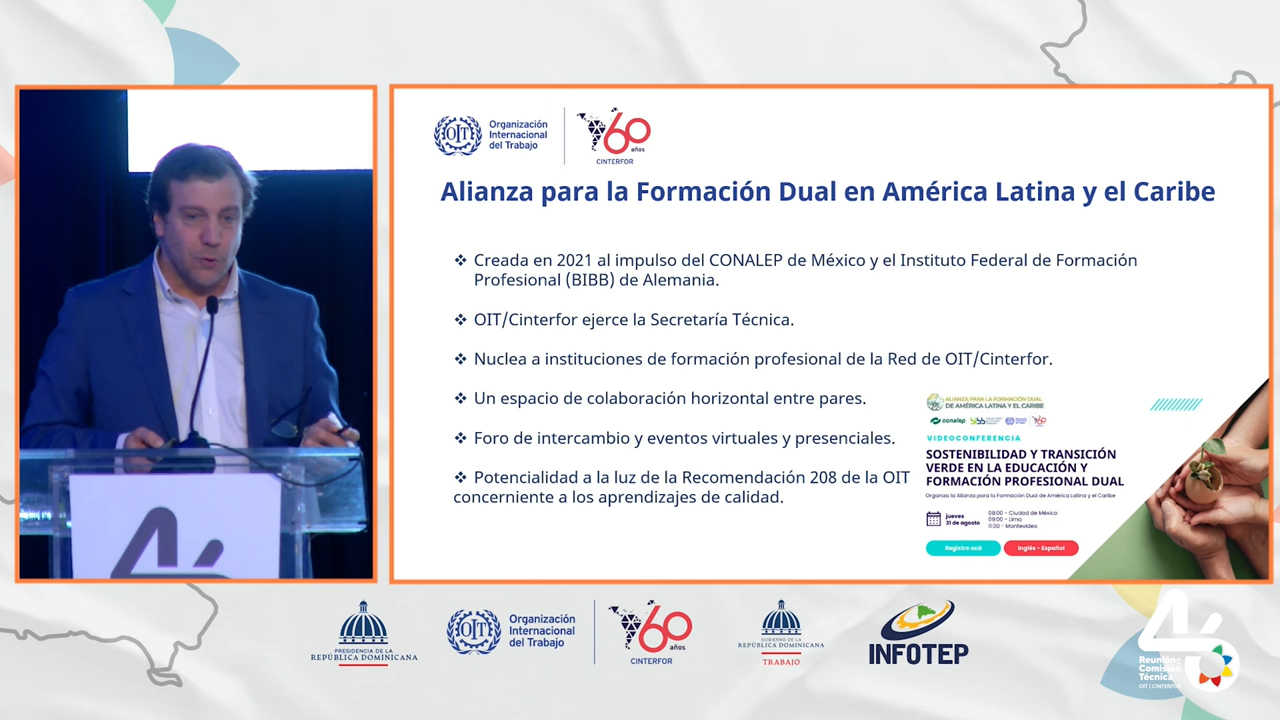 OIT
Organización
Internacional
del Trabajo
60
años
CINTERFOR
Alianza para la Formación Dual en América Latina y el Caribe
❖ Creada en 2021 al impulso del CONALEP de México y el Instituto Federal de Formación
Profesional (BIBB) de Alemania.
❖ OIT/Cinterfor ejerce la Secretaría Técnica.
❖ Nuclea a instituciones de formación profesional de la Red de OIT/Cinterfor.
❖ Un espacio de colaboración horizontal entre pares.
❖ Foro de intercambio y eventos virtuales y presenciales.
❖ Potencialidad a la luz de la Recomendación 208 de la OIT
concerniente a los aprendizajes de calidad.
ALIANZA PARA LA FORMACIÓN DUAL
DE AMÉRICA LATINA Y EL CARIBE
conalep
bibb
VIDEOCONFERENCIA
SOSTENIBILIDAD Y TRANSICIÓN
VERDE EN LA EDUCACIÓN Y
FORMACIÓN PROFESIONAL DUAL
Organiza la Alianza para la Formación Dual de América Latina y el Caribe
jueves
31 de agosto
08:00 - Ciudad de México
09:00 - Lima
11:00 - Montevideo
Registro acá
Inglés - Español
46
PRESIDENCIA DE LA
REPÚBLICA DOMINICANA
OIT
Organización
Internacional
del Trabajo
60
años
CINTERFOR
GOBIERNO DE LA
REPÚBLICA DOMINICANA
TRABAJO
INFOTEP
46
Reunión
Comisión
Técnica
OIT | CINTERFOR